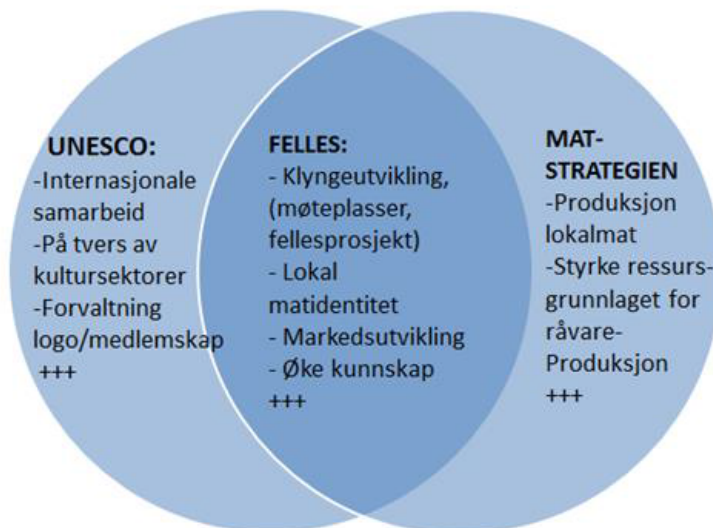 UNESCO:
-Internasjonale
samarbeid
-På tvers av
kultursektorer
-Forvaltning
logo/medlemskap
+++
FELLES:
- Klyngeutvikling,
(møteplasser,
fellesprosjekt)
- Lokal
matidentitet
- Markedsutvikling
- Øke kunnskap
+++
MAT-
STRATEGIEN
-Produksjon
lokalmat
-Styrke ressurs-
grunnlaget for
råvare-
Produksjon
+++